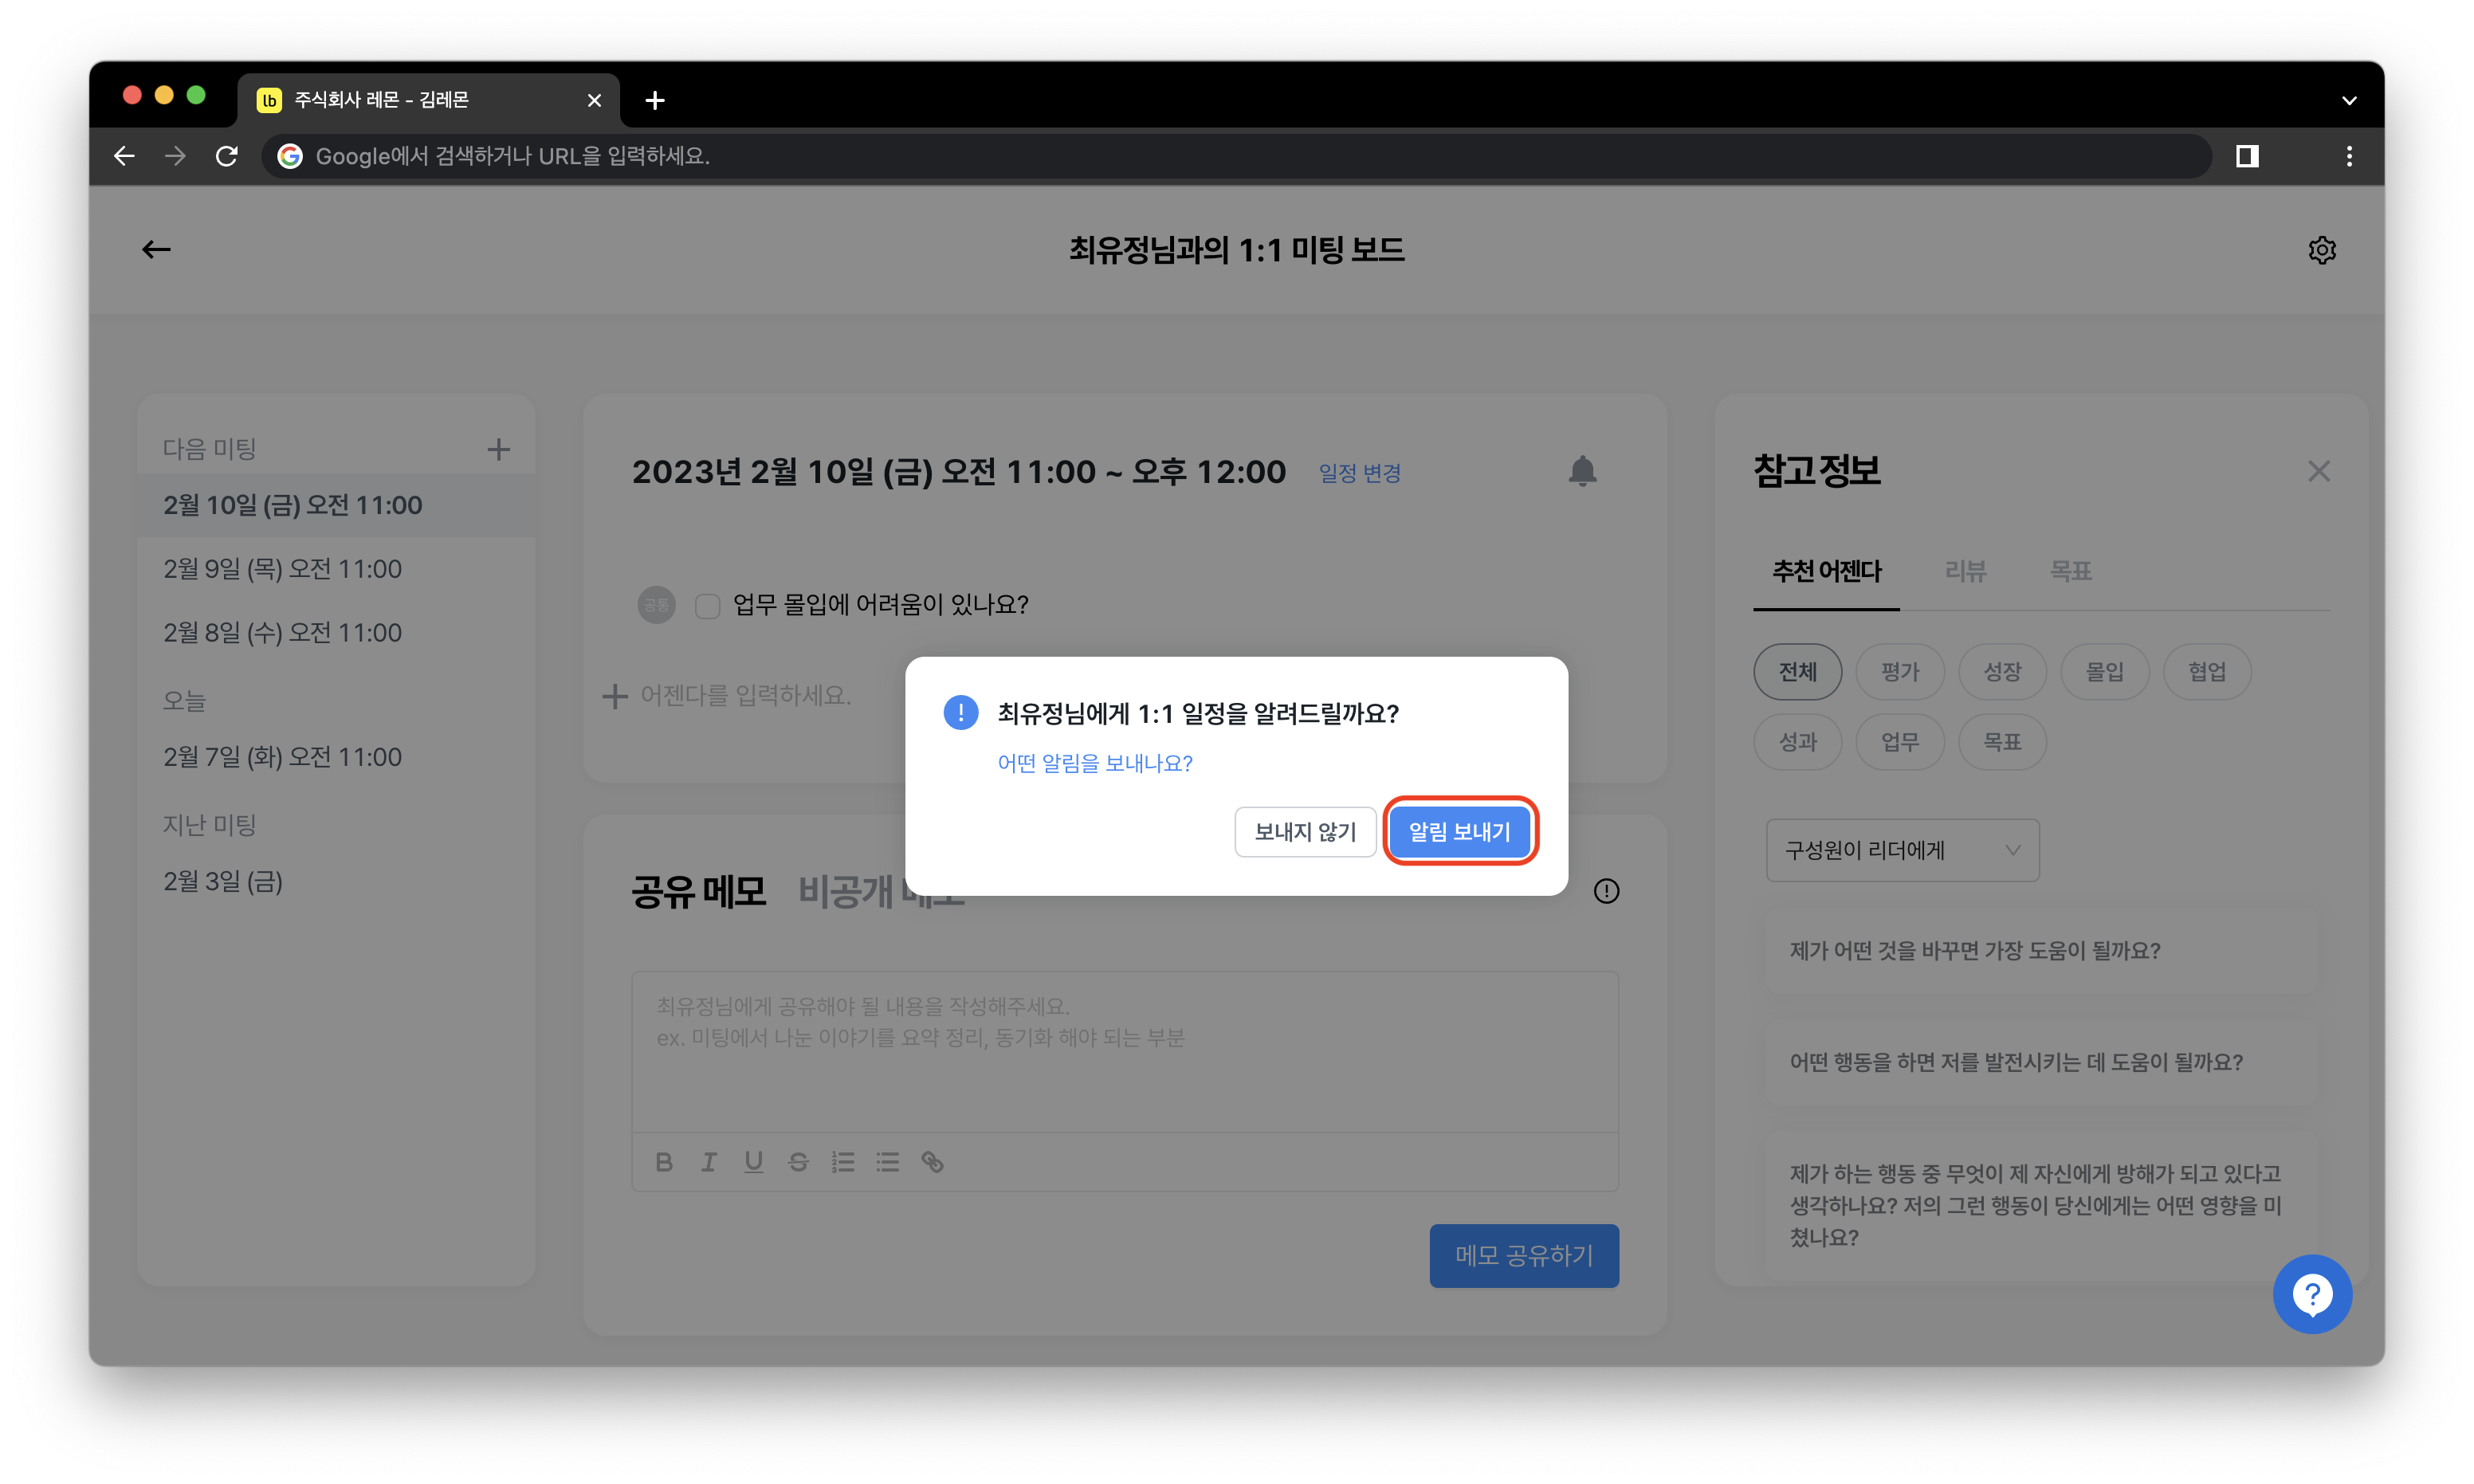 lb 주식회사 레몬 - 김레몬
Google에서 검색하거나 URL을 입력하세요.
최유정님과의 1:1 미팅 보드
다음 미팅
2월 10일 (금) 오전 11:00
2월 9일 (목) 오전 11:00
2월 8일 (수) 오전 11:00
오늘
2월 7일 (화) 오전 11:00
지난 미팅
2월 3일 (금)
2023년 2월 10일 (금) 오전 11:00 ~ 오후 12:00 일정 변경
공통 업무 몰입에 어려움이 있나요?
어젠다를 입력하세요.
최유정님에게 1:1 일정을 알려드릴까요?
어떤 알림을 보내나요?
보내지 않기 알림 보내기
공유 메모 비공개 메모
최유정님에게 공유해야 될 내용을 작성해주세요.
ex. 미팅에서 나눈 이야기를 요약 정리, 동기화 해야 되는 부분
B I U S
메모 공유하기
참고 정보
추천 어젠다 리뷰 목표
전체 평가 성장 몰입 협업
성과 업무 목표
구성원이 리더에게
제가 어떤 것을 바꾸면 가장 도움이 될까요?
어떤 행동을 하면 저를 발전시키는 데 도움이 될까요?
제가 하는 행동 중 무엇이 제 자신에게 방해가 되고 있다고
생각하나요? 저의 그런 행동이 당신에게는 어떤 영향을 미
쳤나요?